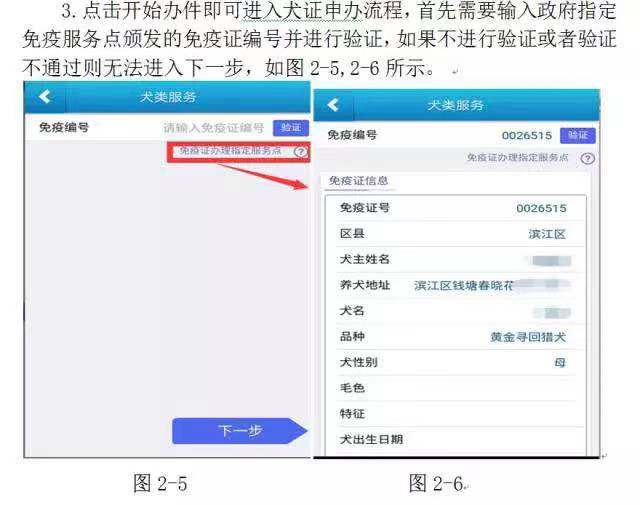 3.点击开始办件即可进入犬证申办流程，首先需要输入政府指定
免疫服务点颁发的免疫证编号并进行验证，如果不进行验证或者验证
不通过则无法进入下一步，如图 2-5,2-6 所示。
犬类服务
免疫编号 请输入免疫证编号 验证
免疫证办理指定服务点 ?
下一步
图 2-5
犬类服务
免疫编号 0026515 验证
免疫证办理指定服务点 ?
免疫证信息
免疫证号 0026515
区县 滨江区
犬主姓名
养犬地址 滨江区钱塘春晓花
犬名
品种 黄金寻回猎犬
犬性别 母
毛色
特征
犬出生日期
图 2-6